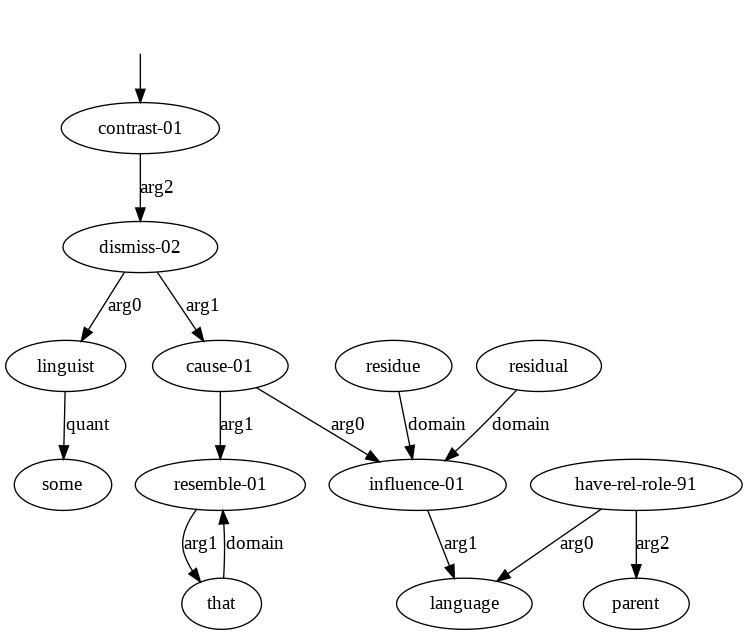 contrast-01
arg2
dismiss-02
arg0 arg1
linguist cause-01 residue residual
quant arg1 arg0 domain domain
some resemble-01 influence-01 have-rel-role-91
arg1 domain arg1 arg0 arg2
that language parent